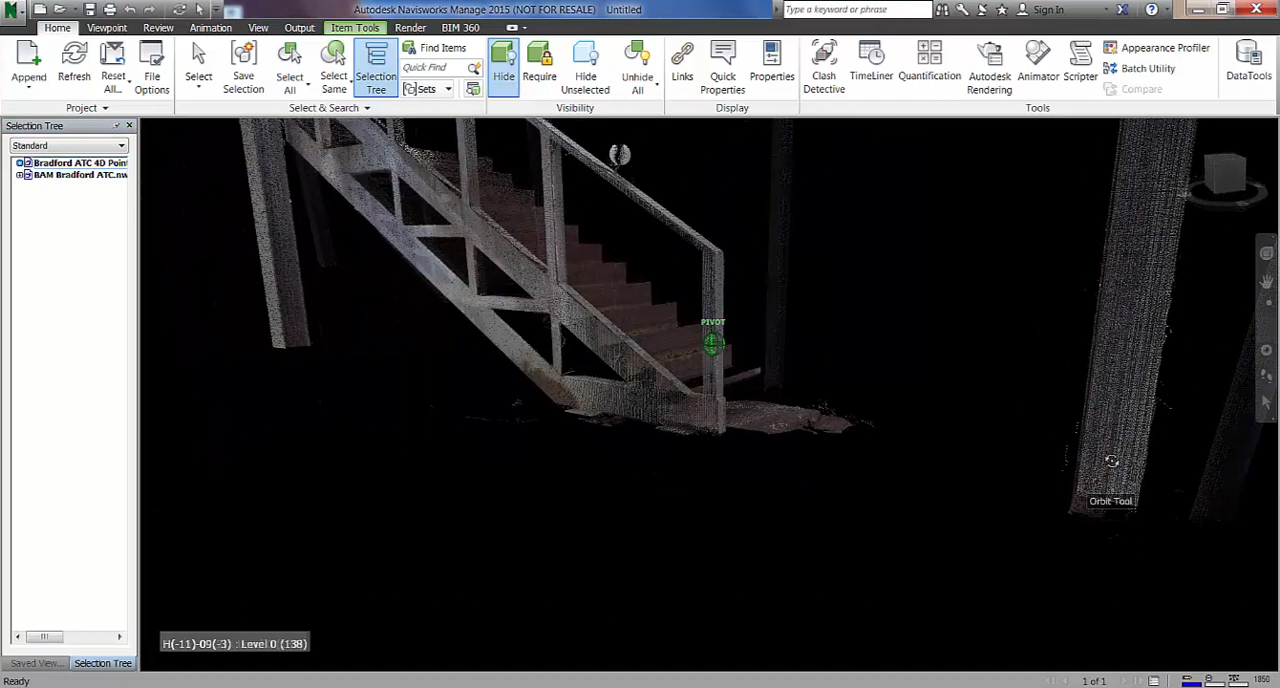 Autodesk Navisworks Manage 2015 (NOT FOR RESALE) Untitled
Type a keyword or phrase
Sign In
Home Viewpoint Review Animation View Output Item Tools Render BIM 360
Append
Refresh
Reset All...
File Options
Project
Select
Save Selection
Select All
Select Same
Selection Tree
Find Items
Quick Find
Sets
Select & Search
Hide
Require
Hide Unselected
Unhide All
Visibility
Links
Quick Properties
Properties
Display
Clash Detective
TimeLiner
Quantification
Autodesk Rendering
Animator
Scripter
Appearance Profiler
Batch Utility
Compare
Tools
DataTools
Selection Tree
Standard
Bradford ATC 4D Poin
BAM Bradford ATC.nw
PIVOT
Orbit Tool
H(-11)-09(-3) : Level 0 (138)
Saved View... Selection Tree
Ready
1 of 1
1850